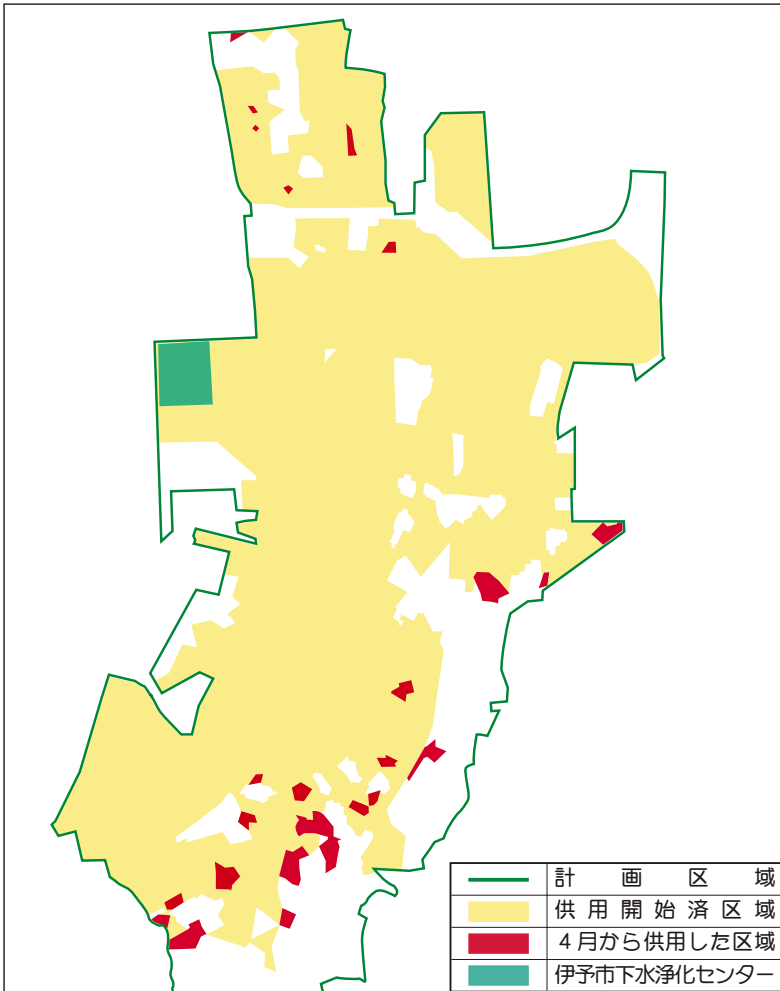 計画区域
供用開始済区域
４月から供用した区域
伊予市下水浄化センター